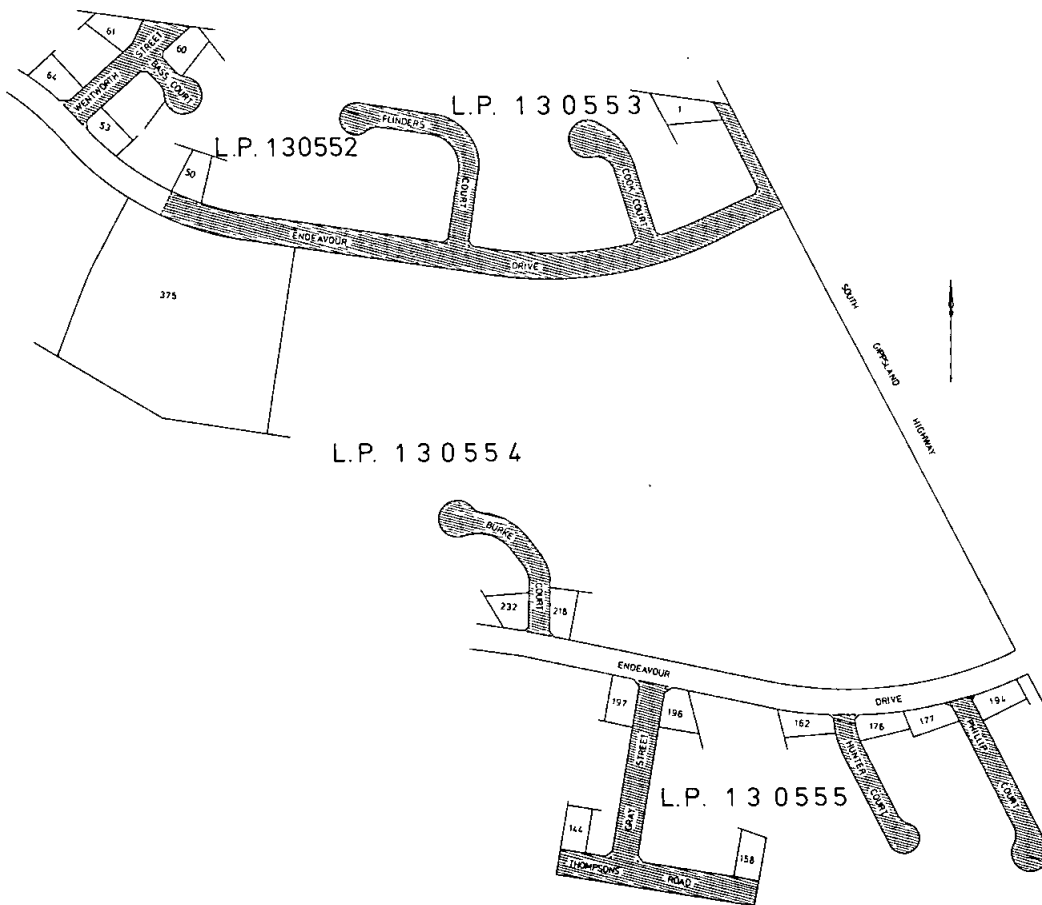 61
STREET
60
64
WENTWORTH
BASS COURT
53
L.P. 130552
50
FLINDERS
COURT
L.P. 130553
1
COOK COURT
ENDEAVOUR
DRIVE
375
SOUTH
GIPPSLAND
HIGHWAY
L.P. 130554
BURKE
COURT
232
218
ENDEAVOUR
DRIVE
197
196
162
176
177
194
STREET
GRAY
HUNTER
COURT
PHILLIP
COURT
L.P. 130555
144
158
THOMPSONS
ROAD